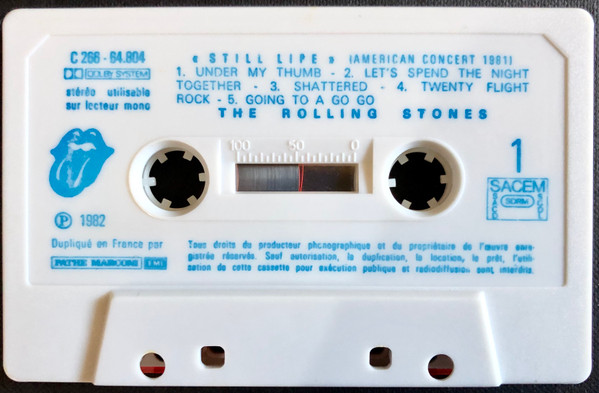 C 266 - 64.804
« STILL LIPE » (AMERICAN CONCERT 1981)
DOLBY SYSTEM
1. UNDER MY THUMB - 2. LET'S SPEND THE NIGHT
TOGETHER - 3. SHATTERED - 4. TWENTY FLIGHT
ROCK - 5. GOING TO A GO GO
stéréo utilisable
sur lecteur mono
THE ROLLING STONES
100 50 0
1
SACEM
SDRM
Ⓟ 1982
Dupliqué en France par
PATHE MARCONI EMI
Tous droits du producteur phonographique et du propriétaire de l'œuvre enre-
gistrée réservés. Sauf autorisation, la duplication, la location, le prêt, l'utili-
sation de cette cassette pour exécution publique et radiodiffusion sont interdits.